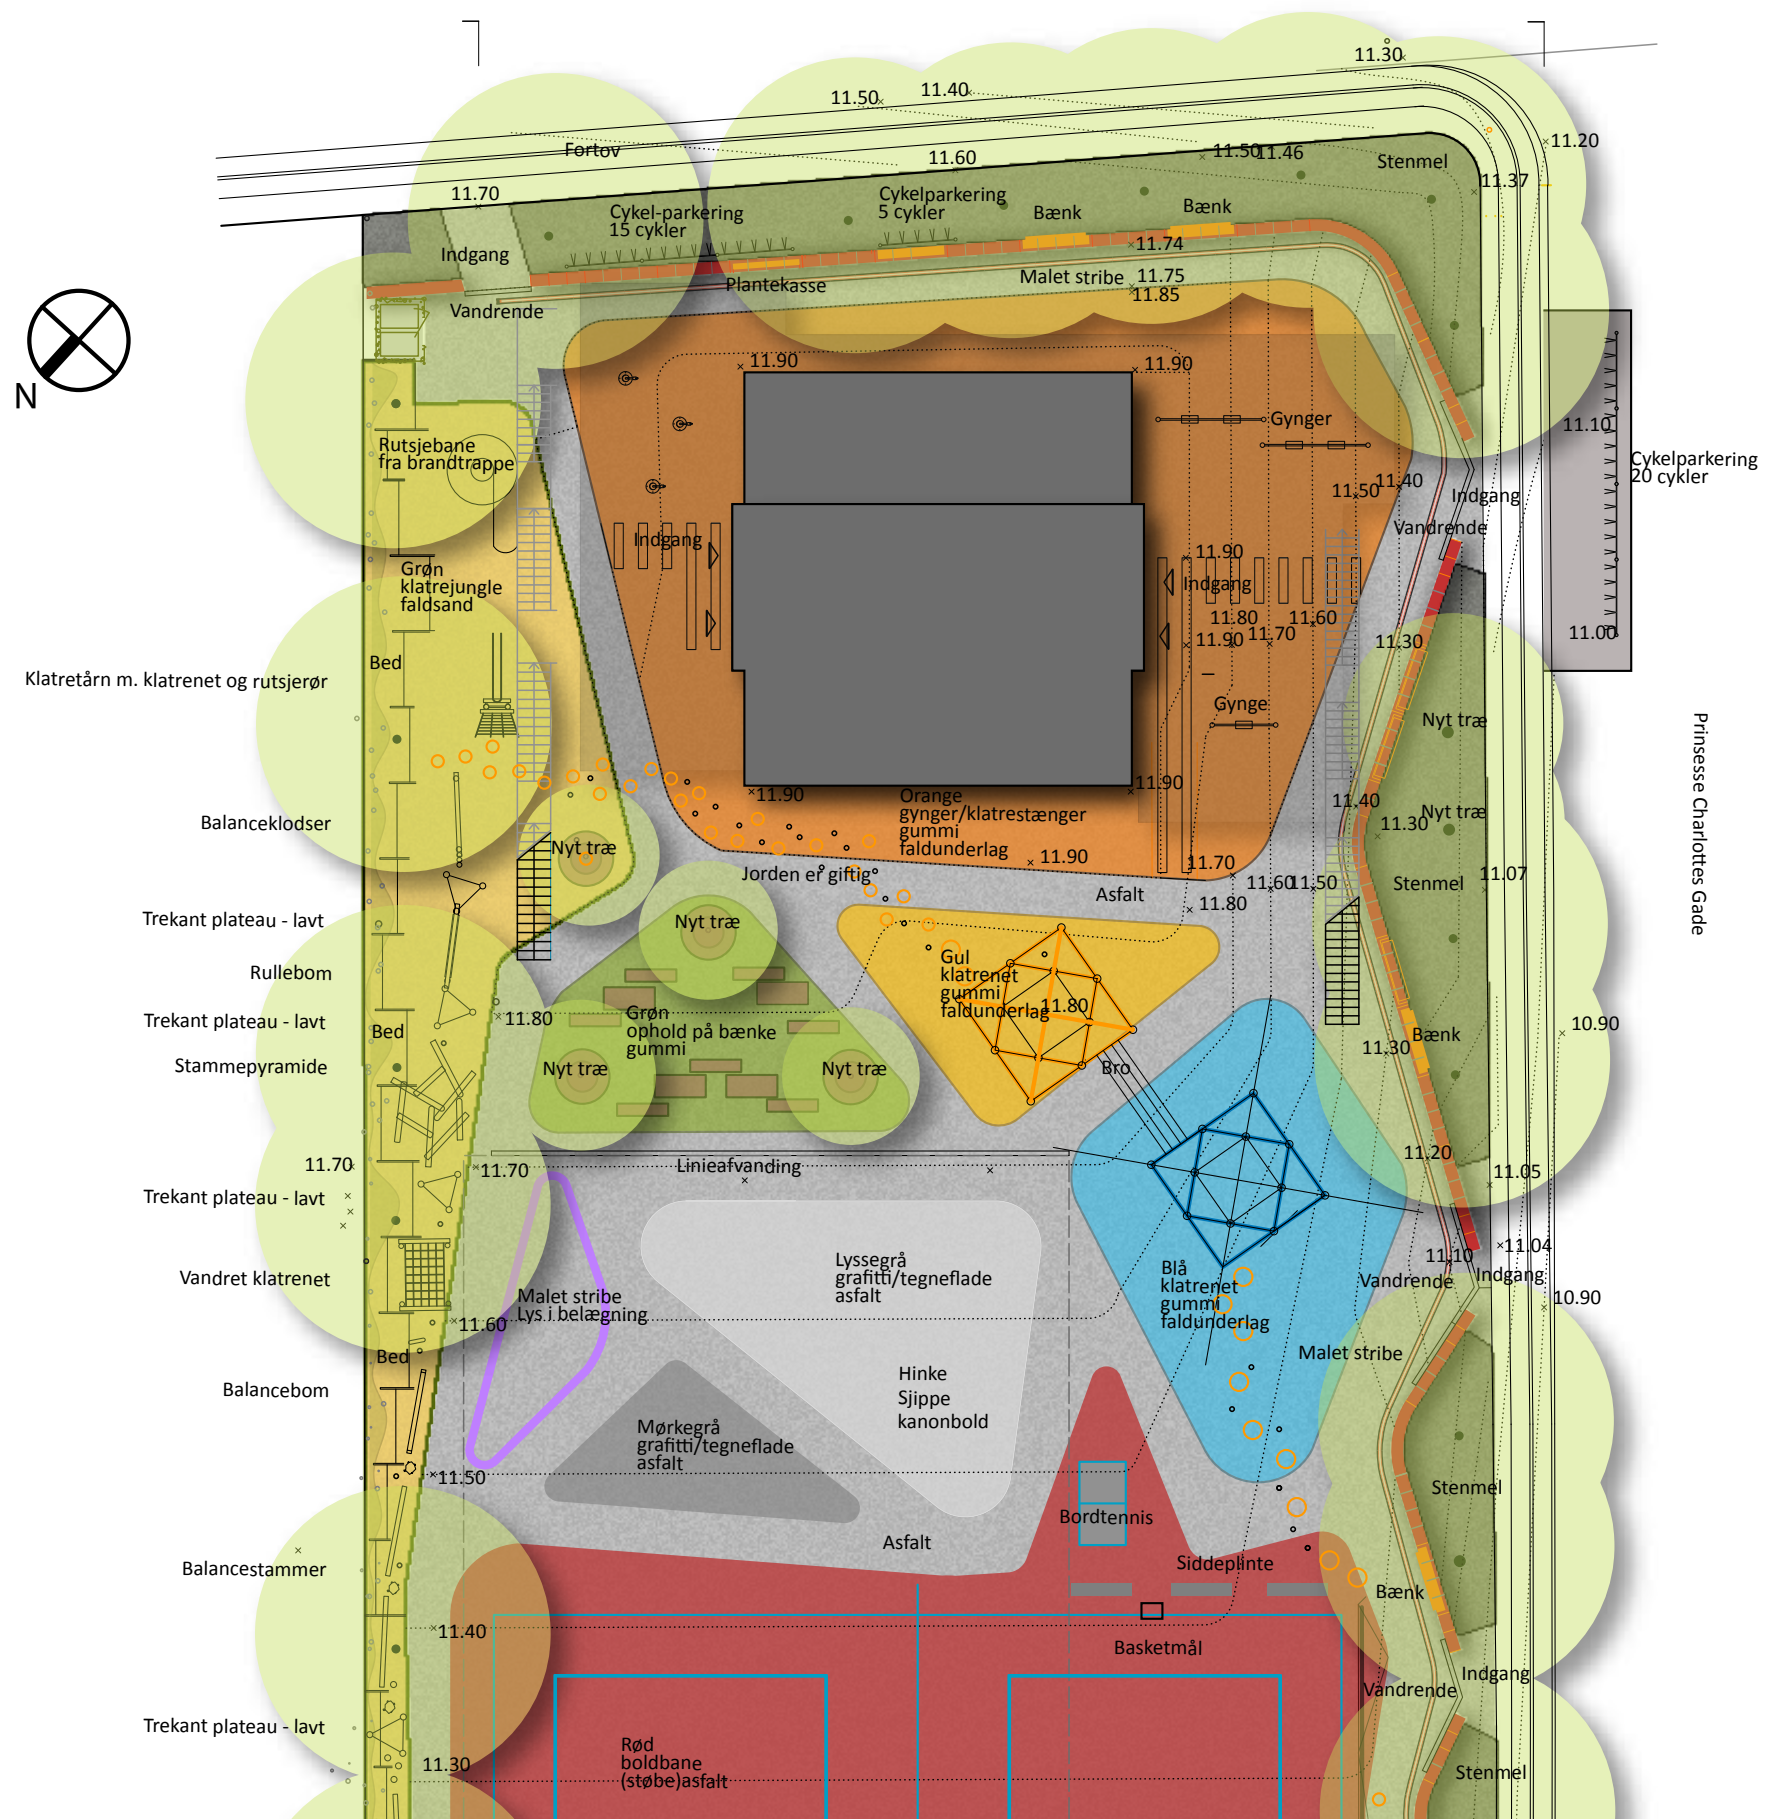 11.30
11.50
11.40
11.20
Fortov
11.60
11.50
11.46
Stenmel
11.70
11.37
Cykel-parkering
15 cykler
Cykelparkering
5 cykler
Bænk
Bænk
Indgang
11.74
Plantekasse
Malet stribe
11.75
11.85
Vandrende
N
11.90
11.90
Gynger
11.10
Rutsjebane
fra brandtrappe
Cykelparkering
20 cykler
11.50
11.40
Indgang
Vandrende
Indgang
11.90
Indgang
Grøn
klatrejungle
faldsand
11.80
11.60
11.90
11.70
11.30
11.00
Bed
Klatretårn m. klatrenet og rutsjerør
Gynge
Nyt træ
Prinsesse Charlottes Gade
11.90
11.90
Orange
gynger/klatrestænger
gummi
faldunderlag
11.40
Nyt træ
11.30
Balanceklodser
Nyt træ
11.90
11.70
Jorden er giftig
11.60
11.50
Stenmel
11.07
Asfalt
11.80
Trekant plateau - lavt
Nyt træ
Rullebom
Gul
klatrenet
gummi
faldunderlag
11.80
Trekant plateau - lavt
Bed
11.80
Grøn
ophold på bænke
gummi
10.90
Bænk
11.30
Stammepyramide
Nyt træ
Nyt træ
Bro
11.70
11.70
Linieafvanding
11.20
11.05
Trekant plateau - lavt
11.04
11.10
Vandret klatrenet
Lyssegrå
grafitti/tegneflade
asfalt
Blå
klatrenet
gummi
faldunderlag
Vandrende
Indgang
Malet stribe
Lys i belægning
10.90
11.60
Bed
Malet stribe
Balancebom
Hinke
Sjippe
kanonbold
Mørkegrå
grafitti/tegneflade
asfalt
11.50
Stenmel
Bordtennis
Asfalt
Balancestammer
Siddeplinte
Bænk
11.40
Basketmål
Indgang
Vandrende
Trekant plateau - lavt
Rød
boldbane
(støbe)asfalt
11.30
Stenmel